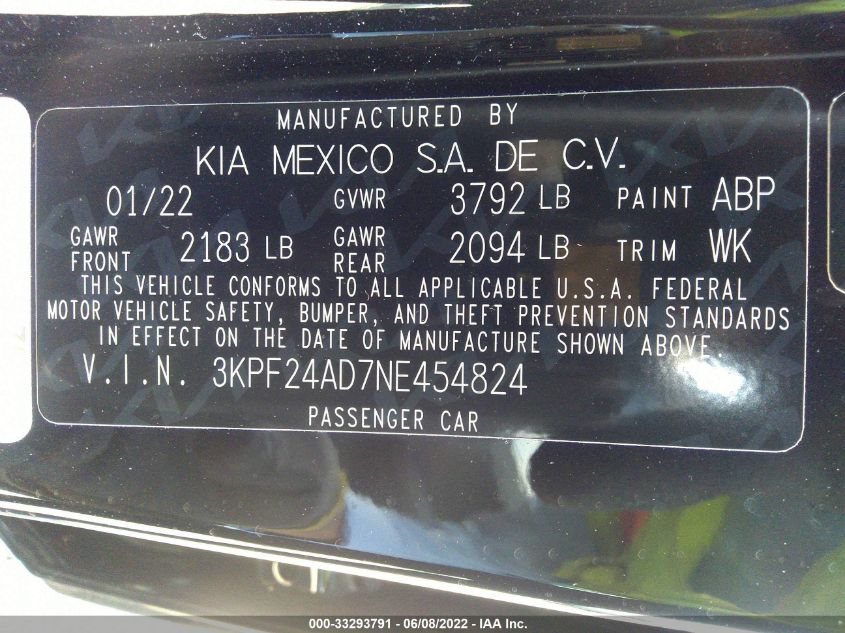 MANUFACTURED BY
KIA MEXICO S.A. DE C.V.
01/22 GVWR 3792 LB PAINT ABP
GAWR FRONT 2183 LB GAWR REAR 2094 LB TRIM WK
THIS VEHICLE CONFORMS TO ALL APPLICABLE U.S.A. FEDERAL
MOTOR VEHICLE SAFETY, BUMPER, AND THEFT PREVENTION STANDARDS
IN EFFECT ON THE DATE OF MANUFACTURE SHOWN ABOVE
V.I.N. 3KPF24AD7NE454824
PASSENGER CAR
000-33293791 - 06/08/2022 - IAA Inc.